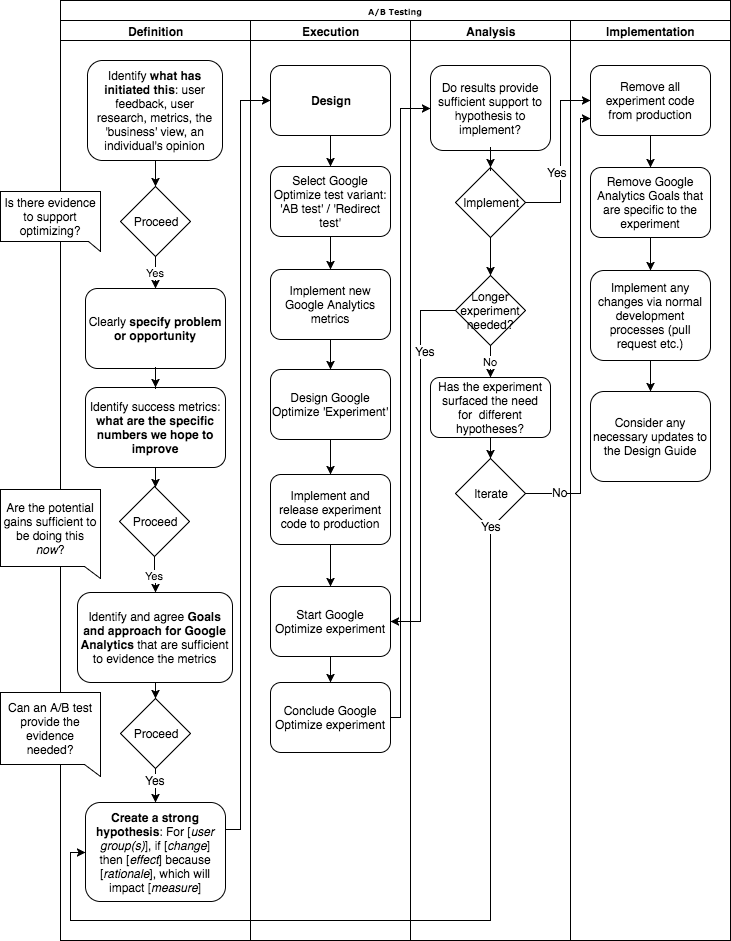 A/B Testing
Definition
Execution
Analysis
Implementation
Identify what has
initiated this: user
feedback, user
research, metrics, the
'business' view, an
individual's opinion
Is there evidence
to support
optimizing?
Proceed
Yes
Clearly specify problem
or opportunity
Identify success metrics:
what are the specific
numbers we hope to
improve
Are the potential
gains sufficient to
be doing this
now?
Proceed
Yes
Identify and agree Goals
and approach for Google
Analytics that are sufficient
to evidence the metrics
Can an A/B test
provide the
evidence
needed?
Proceed
Yes
Create a strong
hypothesis: For [user
group(s)], if [change]
then [effect] because
[rationale], which will
impact [measure]
Design
Select Google
Optimize test variant:
'AB test' / 'Redirect
test'
Implement new
Google Analytics
metrics
Design Google
Optimize 'Experiment'
Implement and
release experiment
code to production
Start Google
Optimize experiment
Conclude Google
Optimize experiment
Do results provide
sufficient support to
hypothesis to
implement?
Implement
Yes
Longer
experiment
needed?
Yes
No
Has the experiment
surfaced the need
for different
hypotheses?
Iterate
No
Yes
Remove all
experiment code
from production
Remove Google
Analytics Goals that
are specific to the
experiment
Implement any
changes via normal
development
processes (pull
request etc.)
Consider any
necessary updates to
the Design Guide